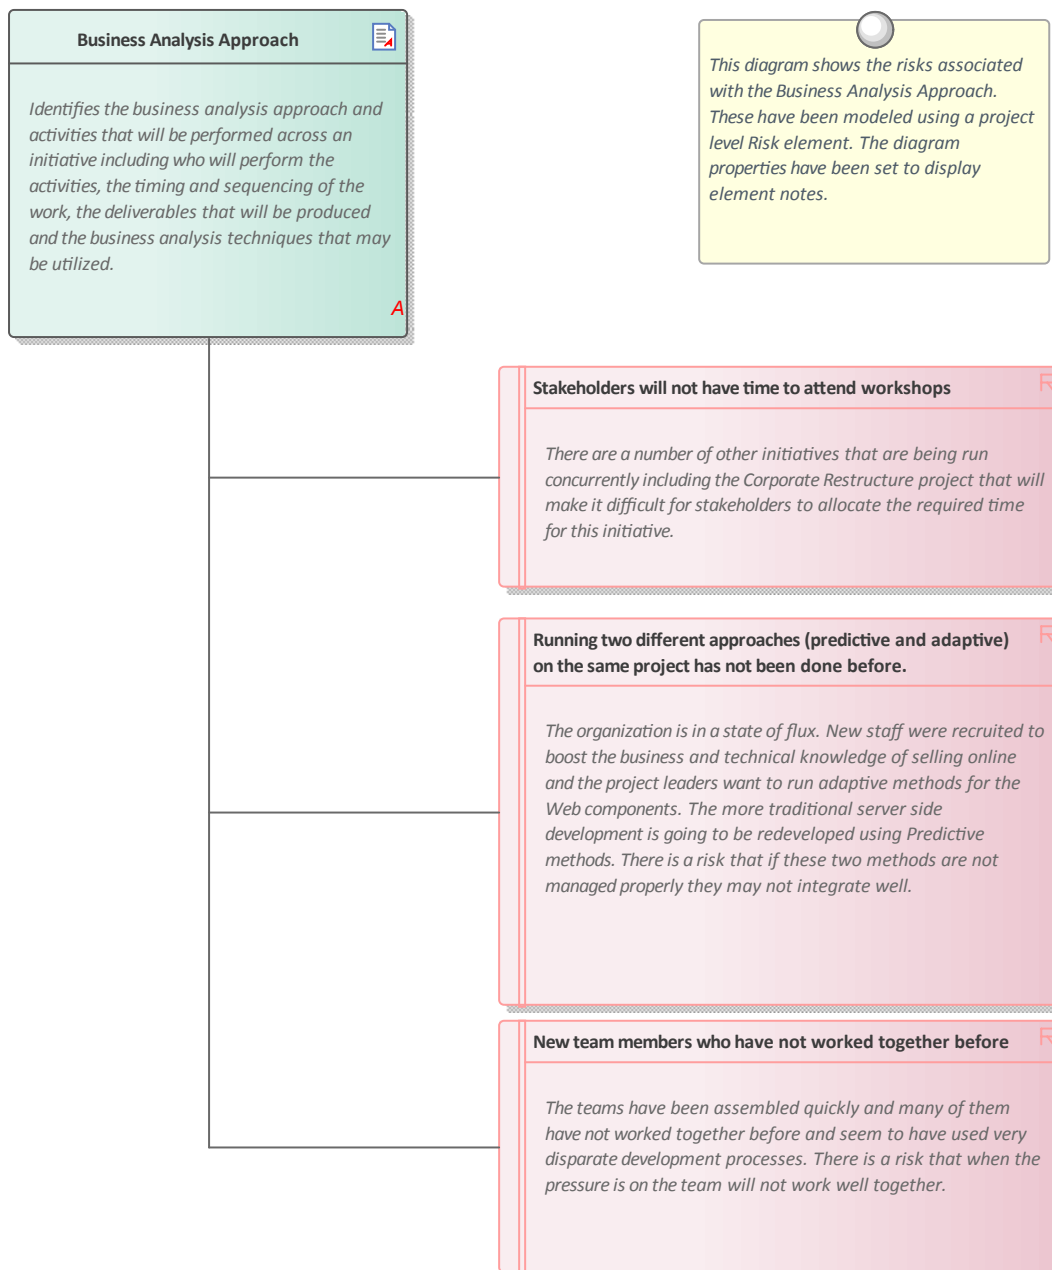 Business Analysis Approach
Identifies the business analysis approach and
activities that will be performed across an
initiative including who will perform the
activities, the timing and sequencing of the
work, the deliverables that will be produced
and the business analysis techniques that may
be utilized.
A
This diagram shows the risks associated
with the Business Analysis Approach.
These have been modeled using a project
level Risk element. The diagram
properties have been set to display
element notes.
Stakeholders will not have time to attend workshops
R
There are a number of other initiatives that are being run
concurrently including the Corporate Restructure project that will
make it difficult for stakeholders to allocate the required time
for this initiative.
Running two different approaches (predictive and adaptive)
on the same project has not been done before.
R
The organization is in a state of flux. New staff were recruited to
boost the business and technical knowledge of selling online
and the project leaders want to run adaptive methods for the
Web components. The more traditional server side
development is going to be redeveloped using Predictive
methods. There is a risk that if these two methods are not
managed properly they may not integrate well.
New team members who have not worked together before
R
The teams have been assembled quickly and many of them
have not worked together before and seem to have used very
disparate development processes. There is a risk that when the
pressure is on the team will not work well together.